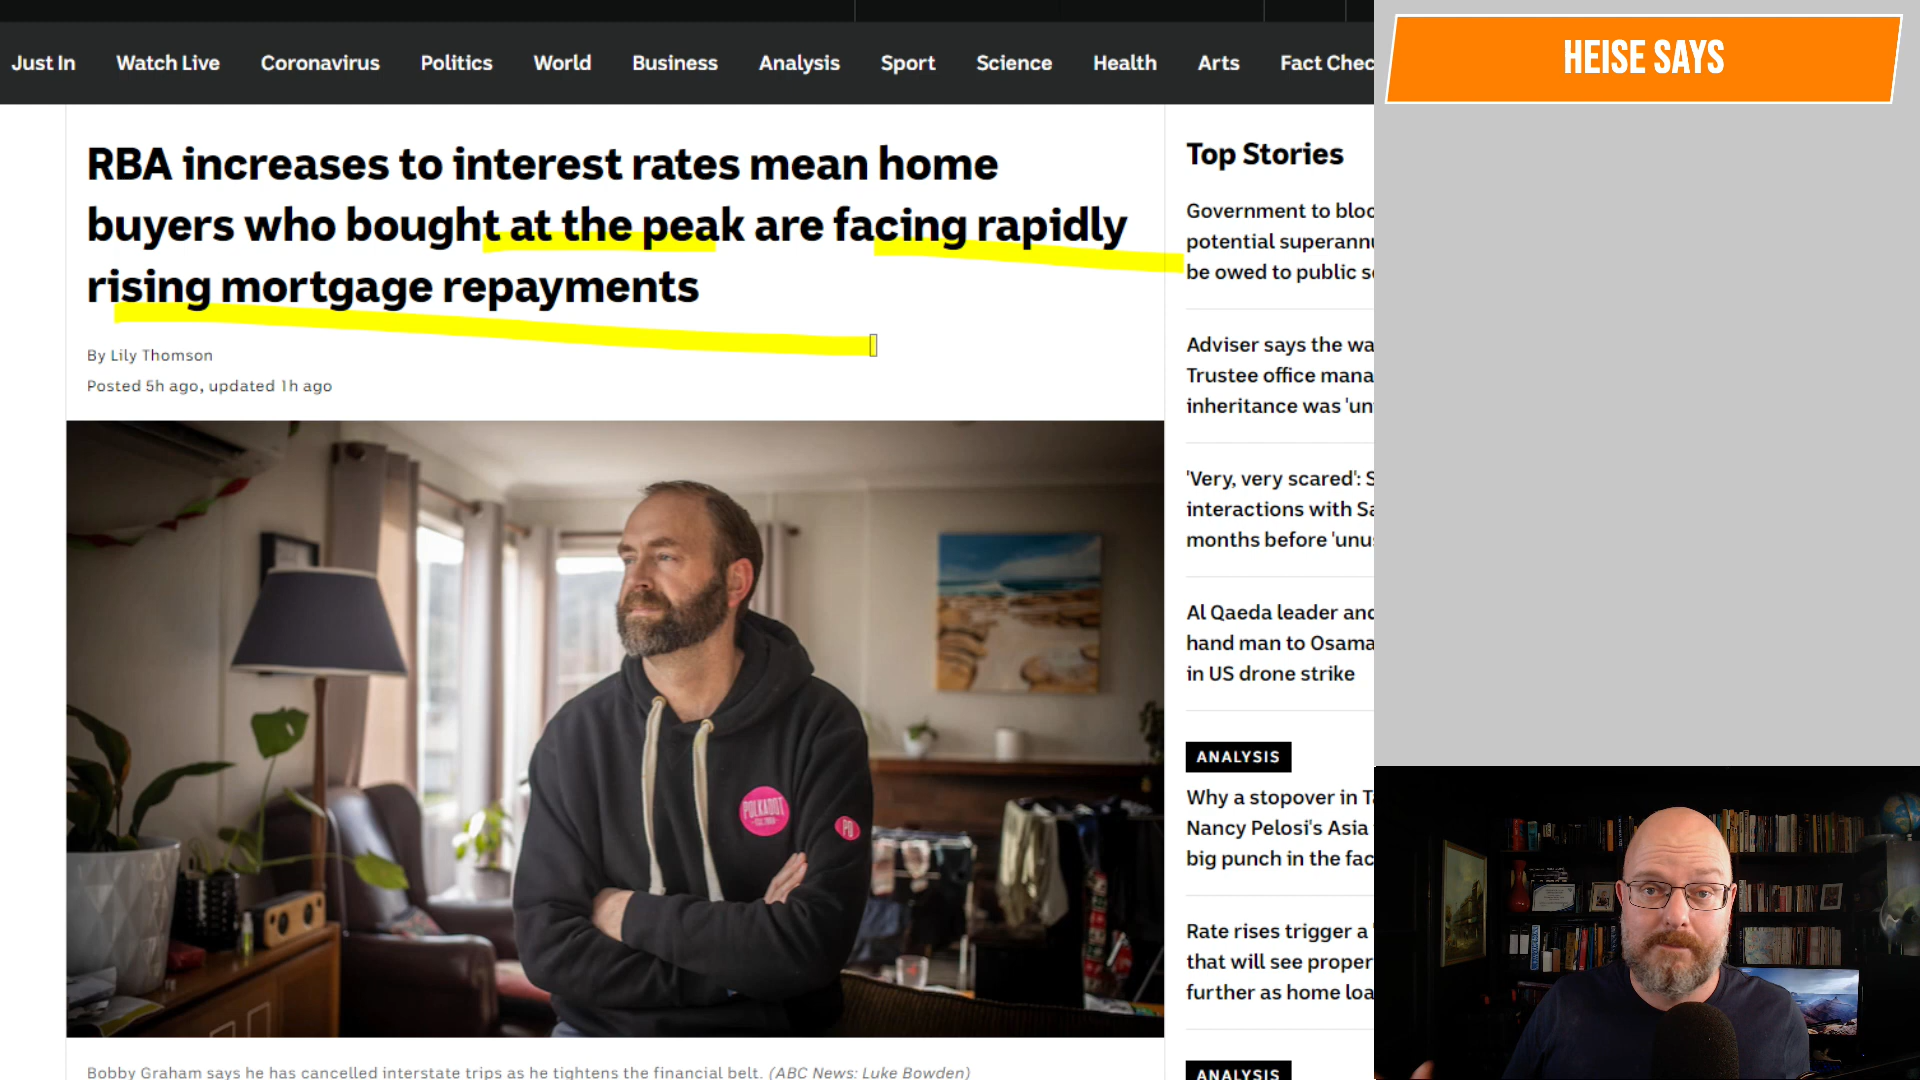 Just In Watch Live Coronavirus Politics World Business Analysis Sport Science Health Arts Fact Chec
HEISE SAYS
RBA increases to interest rates mean home
buyers who bought at the peak are facing rapidly
rising mortgage repayments
By Lily Thomson
Posted 5h ago, updated 1h ago
POLKADOT
PD
Bobby Graham says he has cancelled interstate trips as he tightens the financial belt. (ABC News: Luke Bowden)
Top Stories
Government to bloc
potential superannu
be owed to public s
Adviser says the wa
Trustee office mana
inheritance was 'un
'Very, very scared': S
interactions with Sa
months before 'unu
Al Qaeda leader and
hand man to Osama
in US drone strike
ANALYSIS
Why a stopover in Ta
Nancy Pelosi's Asia
big punch in the fac
Rate rises trigger a
that will see proper
further as home loa
ANALYSIS